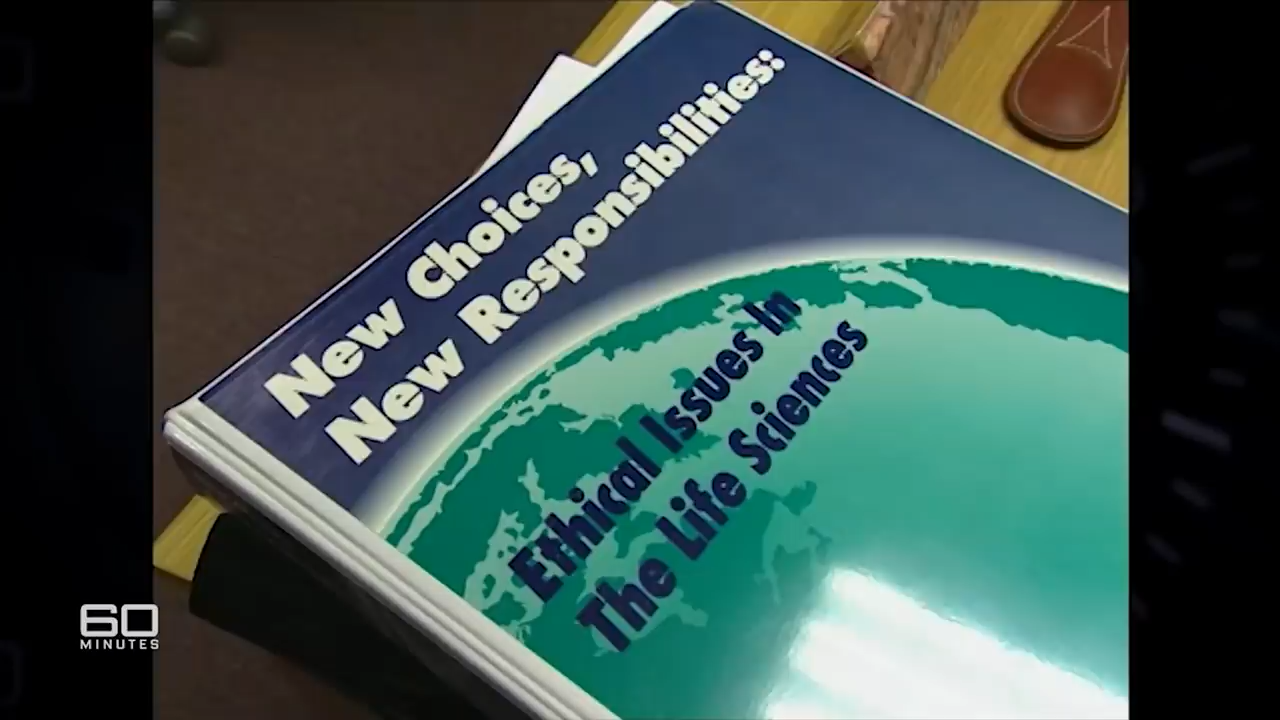 New Choices,
New Responsibilities:
Ethical Issues In
The Life Sciences
60
MINUTES